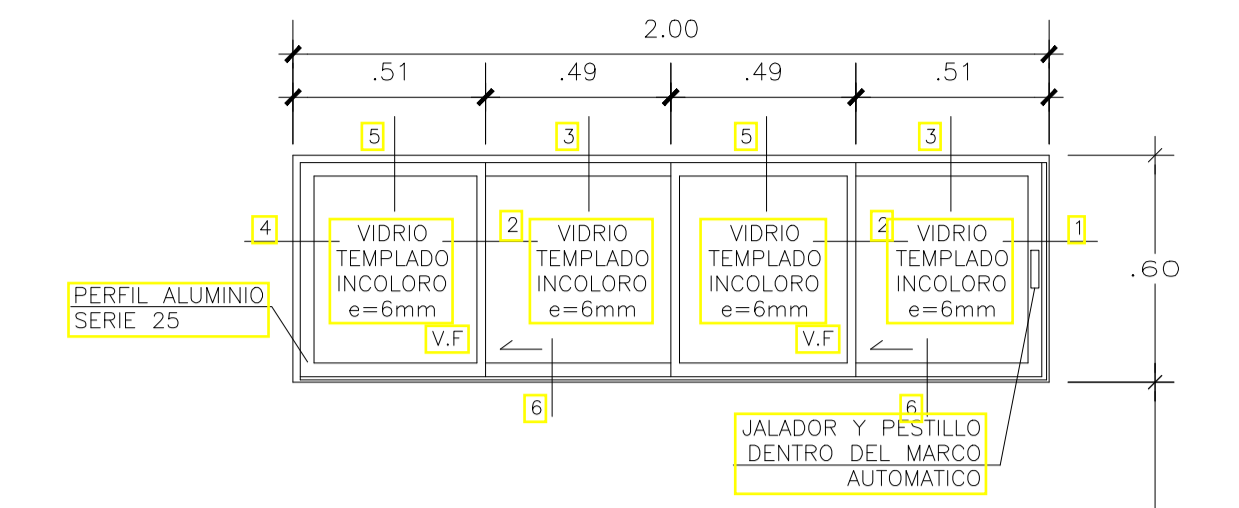 2.00
.51 .49 .49 .51
5 3 5 3
4 2 2 1
VIDRIO
TEMPLADO
INCOLORO
e=6mm
VIDRIO
TEMPLADO
INCOLORO
e=6mm
VIDRIO
TEMPLADO
INCOLORO
e=6mm
VIDRIO
TEMPLADO
INCOLORO
e=6mm
.60
PERFIL ALUMINIO
SERIE 25
V.F V.F
6 6
JALADOR Y PESTILLO
DENTRO DEL MARCO
AUTOMATICO